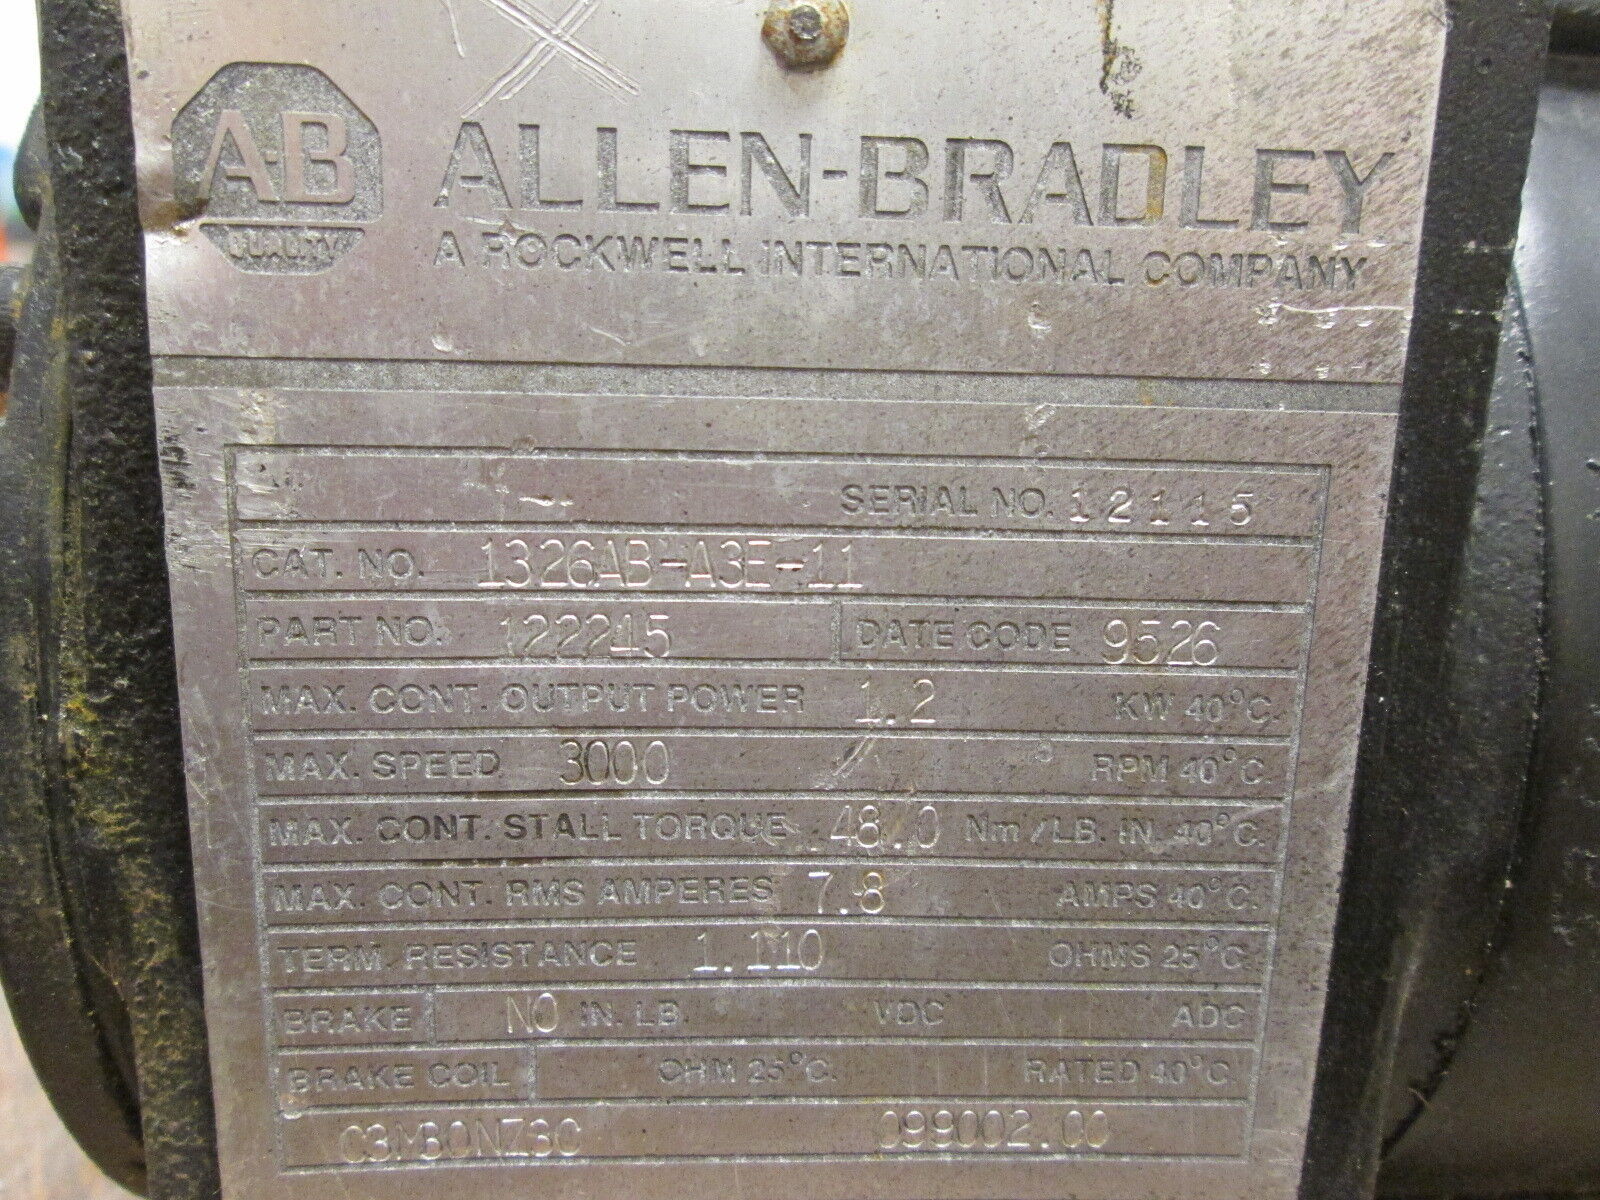 A-B
QUALITY
ALLEN-BRADLEY
A ROCKWELL INTERNATIONAL COMPANY
SERIAL NO. 12115
CAT. NO. 1326AB-A3E-11
PART NO. 122245 DATE CODE 9526
MAX. CONT. OUTPUT POWER 1.2 KW 40°C.
MAX. SPEED 3000 RPM 40°C.
MAX. CONT. STALL TORQUE 48.0 Nm/LB. IN. 40°C.
MAX. CONT. RMS AMPERES 7.8 AMPS 40°C.
TERM. RESISTANCE 1.110 OHMS 25°C
BRAKE NO IN. LB. VDC ADC
BRAKE COIL OHM 25°C. RATED 40°C.
C3M30NZ3C 099002.00